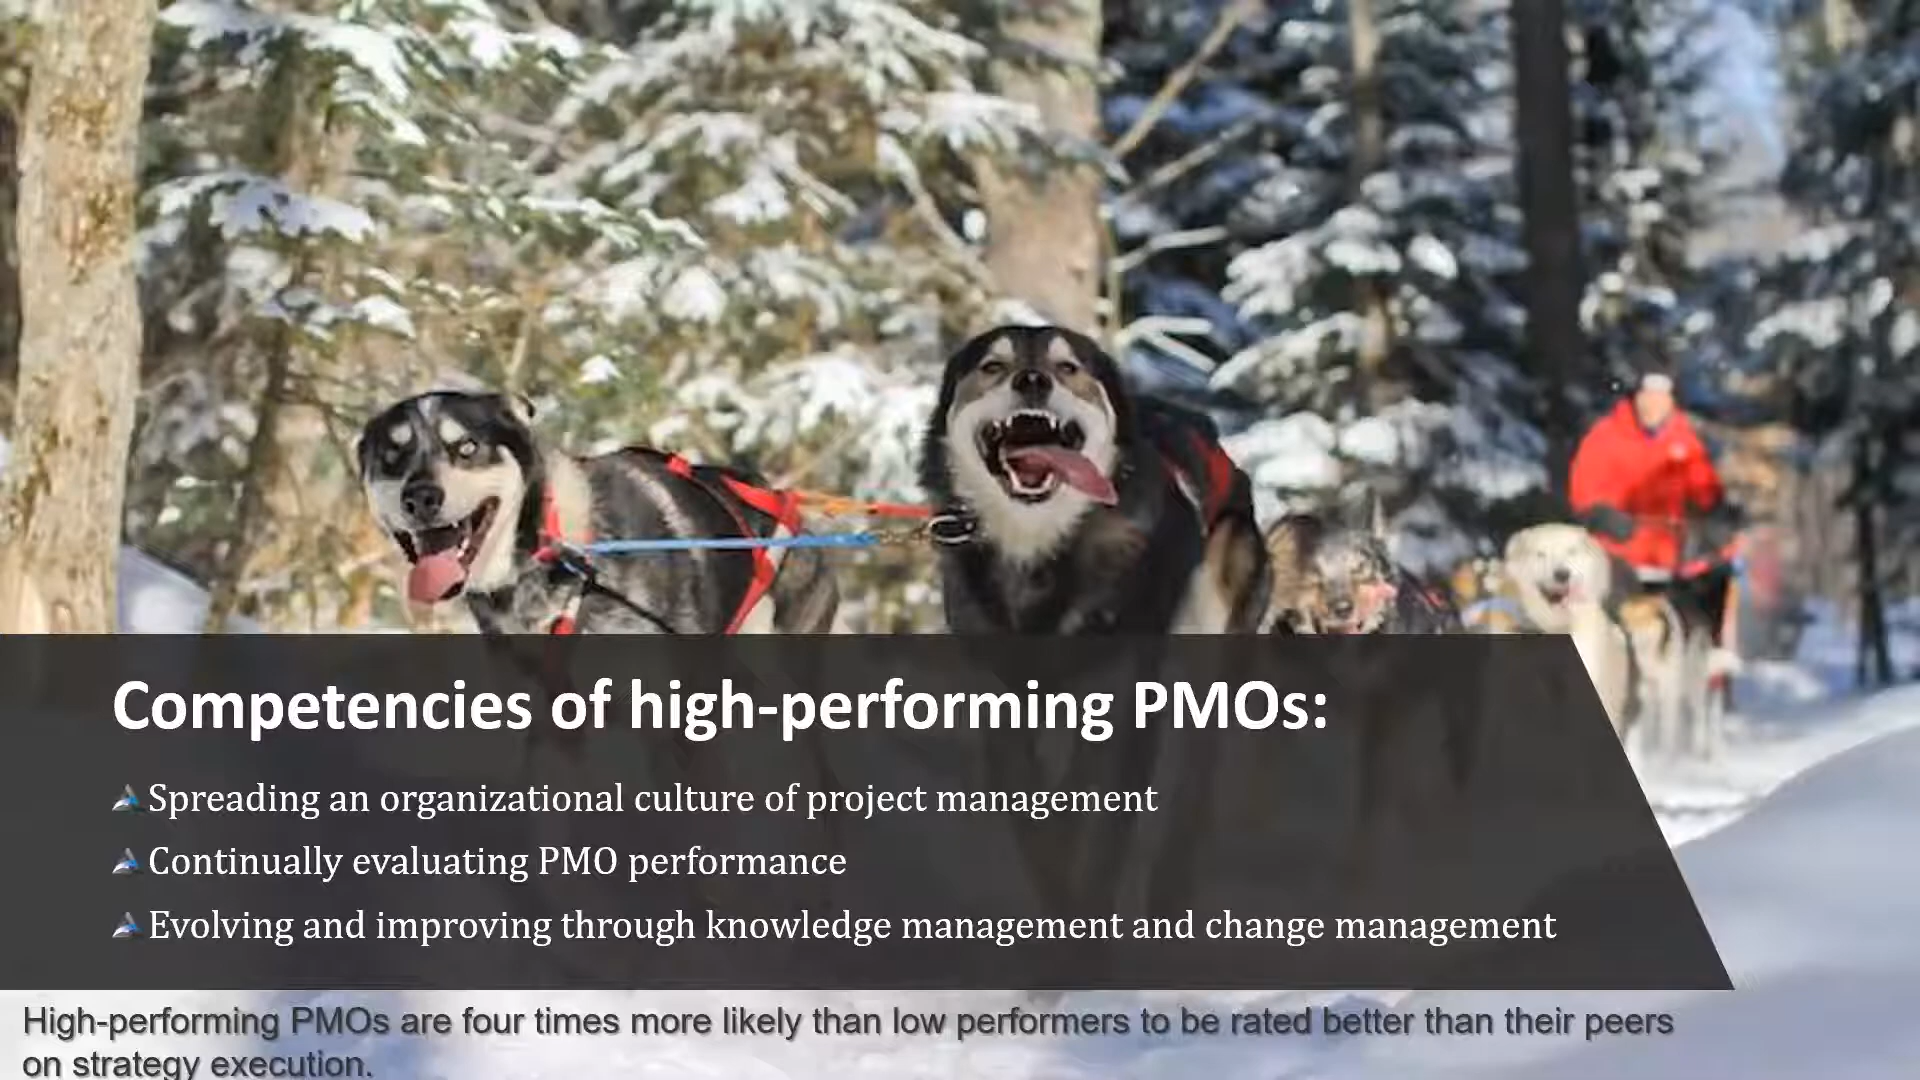 Competencies of high-performing PMOs:
Spreading an organizational culture of project management
Continually evaluating PMO performance
Evolving and improving through knowledge management and change management
High-performing PMOs are four times more likely than low performers to be rated better than their peers
on strategy execution.